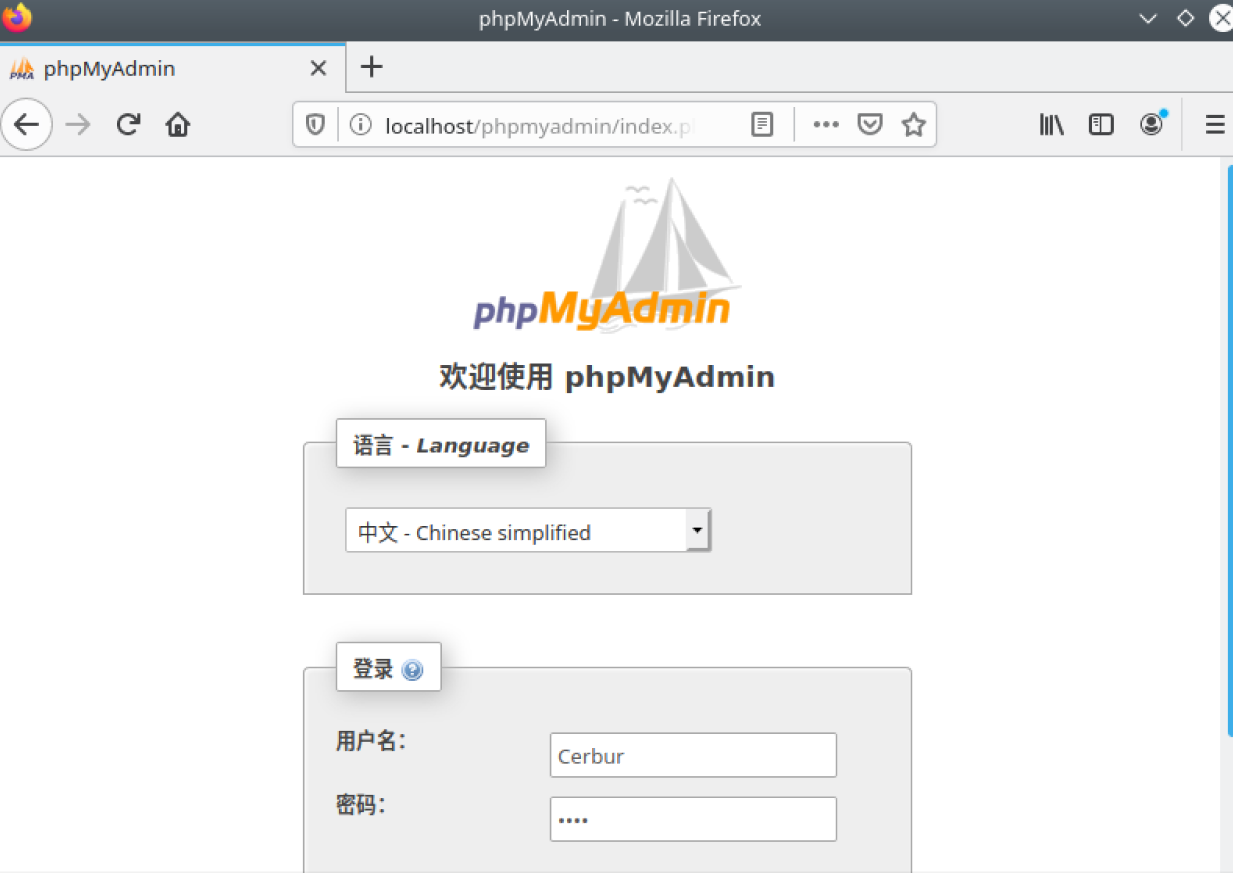 phpMyAdmin - Mozilla Firefox
PMA phpMyAdmin
localhost/phpmyadmin/index.p
phpMyAdmin
欢迎使用 phpMyAdmin
语言 - Language
中文 - Chinese simplified
登录
用户名：
Cerbur
密码：
••••